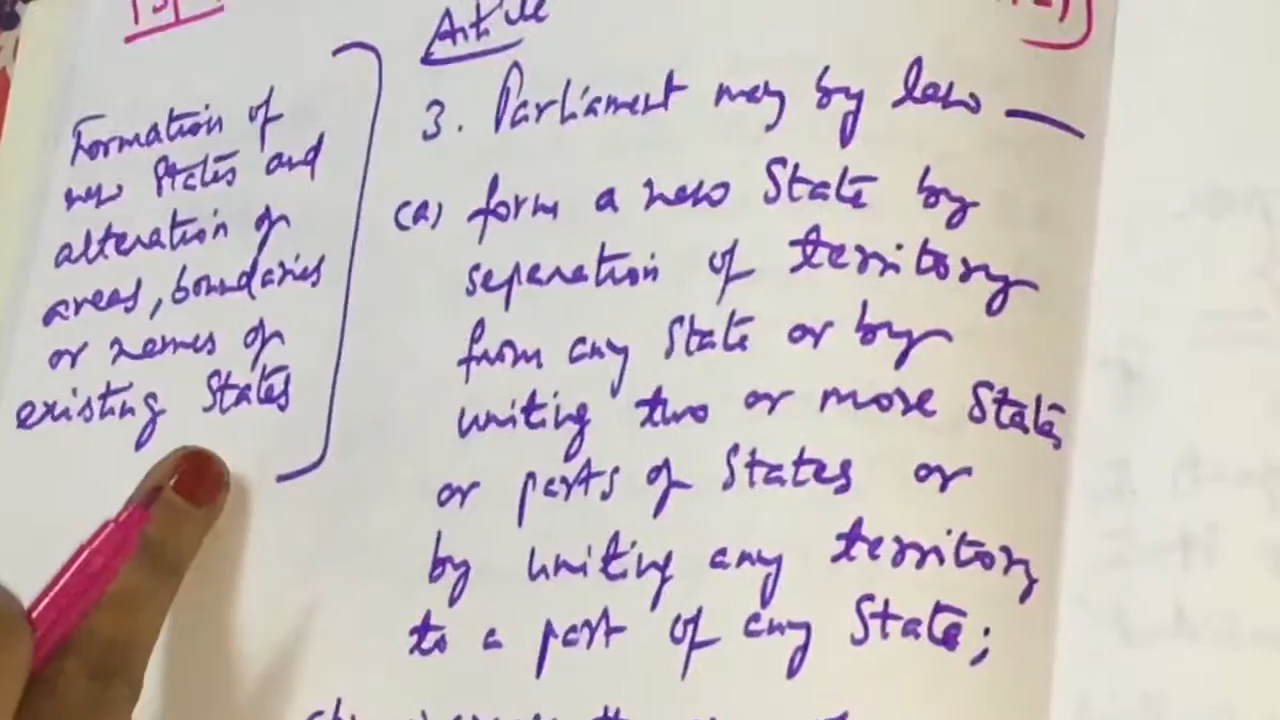 Formation of
new States and
alteration of
areas, boundaries
or names of
existing States
Article
3. Parliament may by law —
(a) form a new State by
separation of territory
from any State or by
uniting two or more States
or parts of States or
by uniting any territory
to a part of any State;